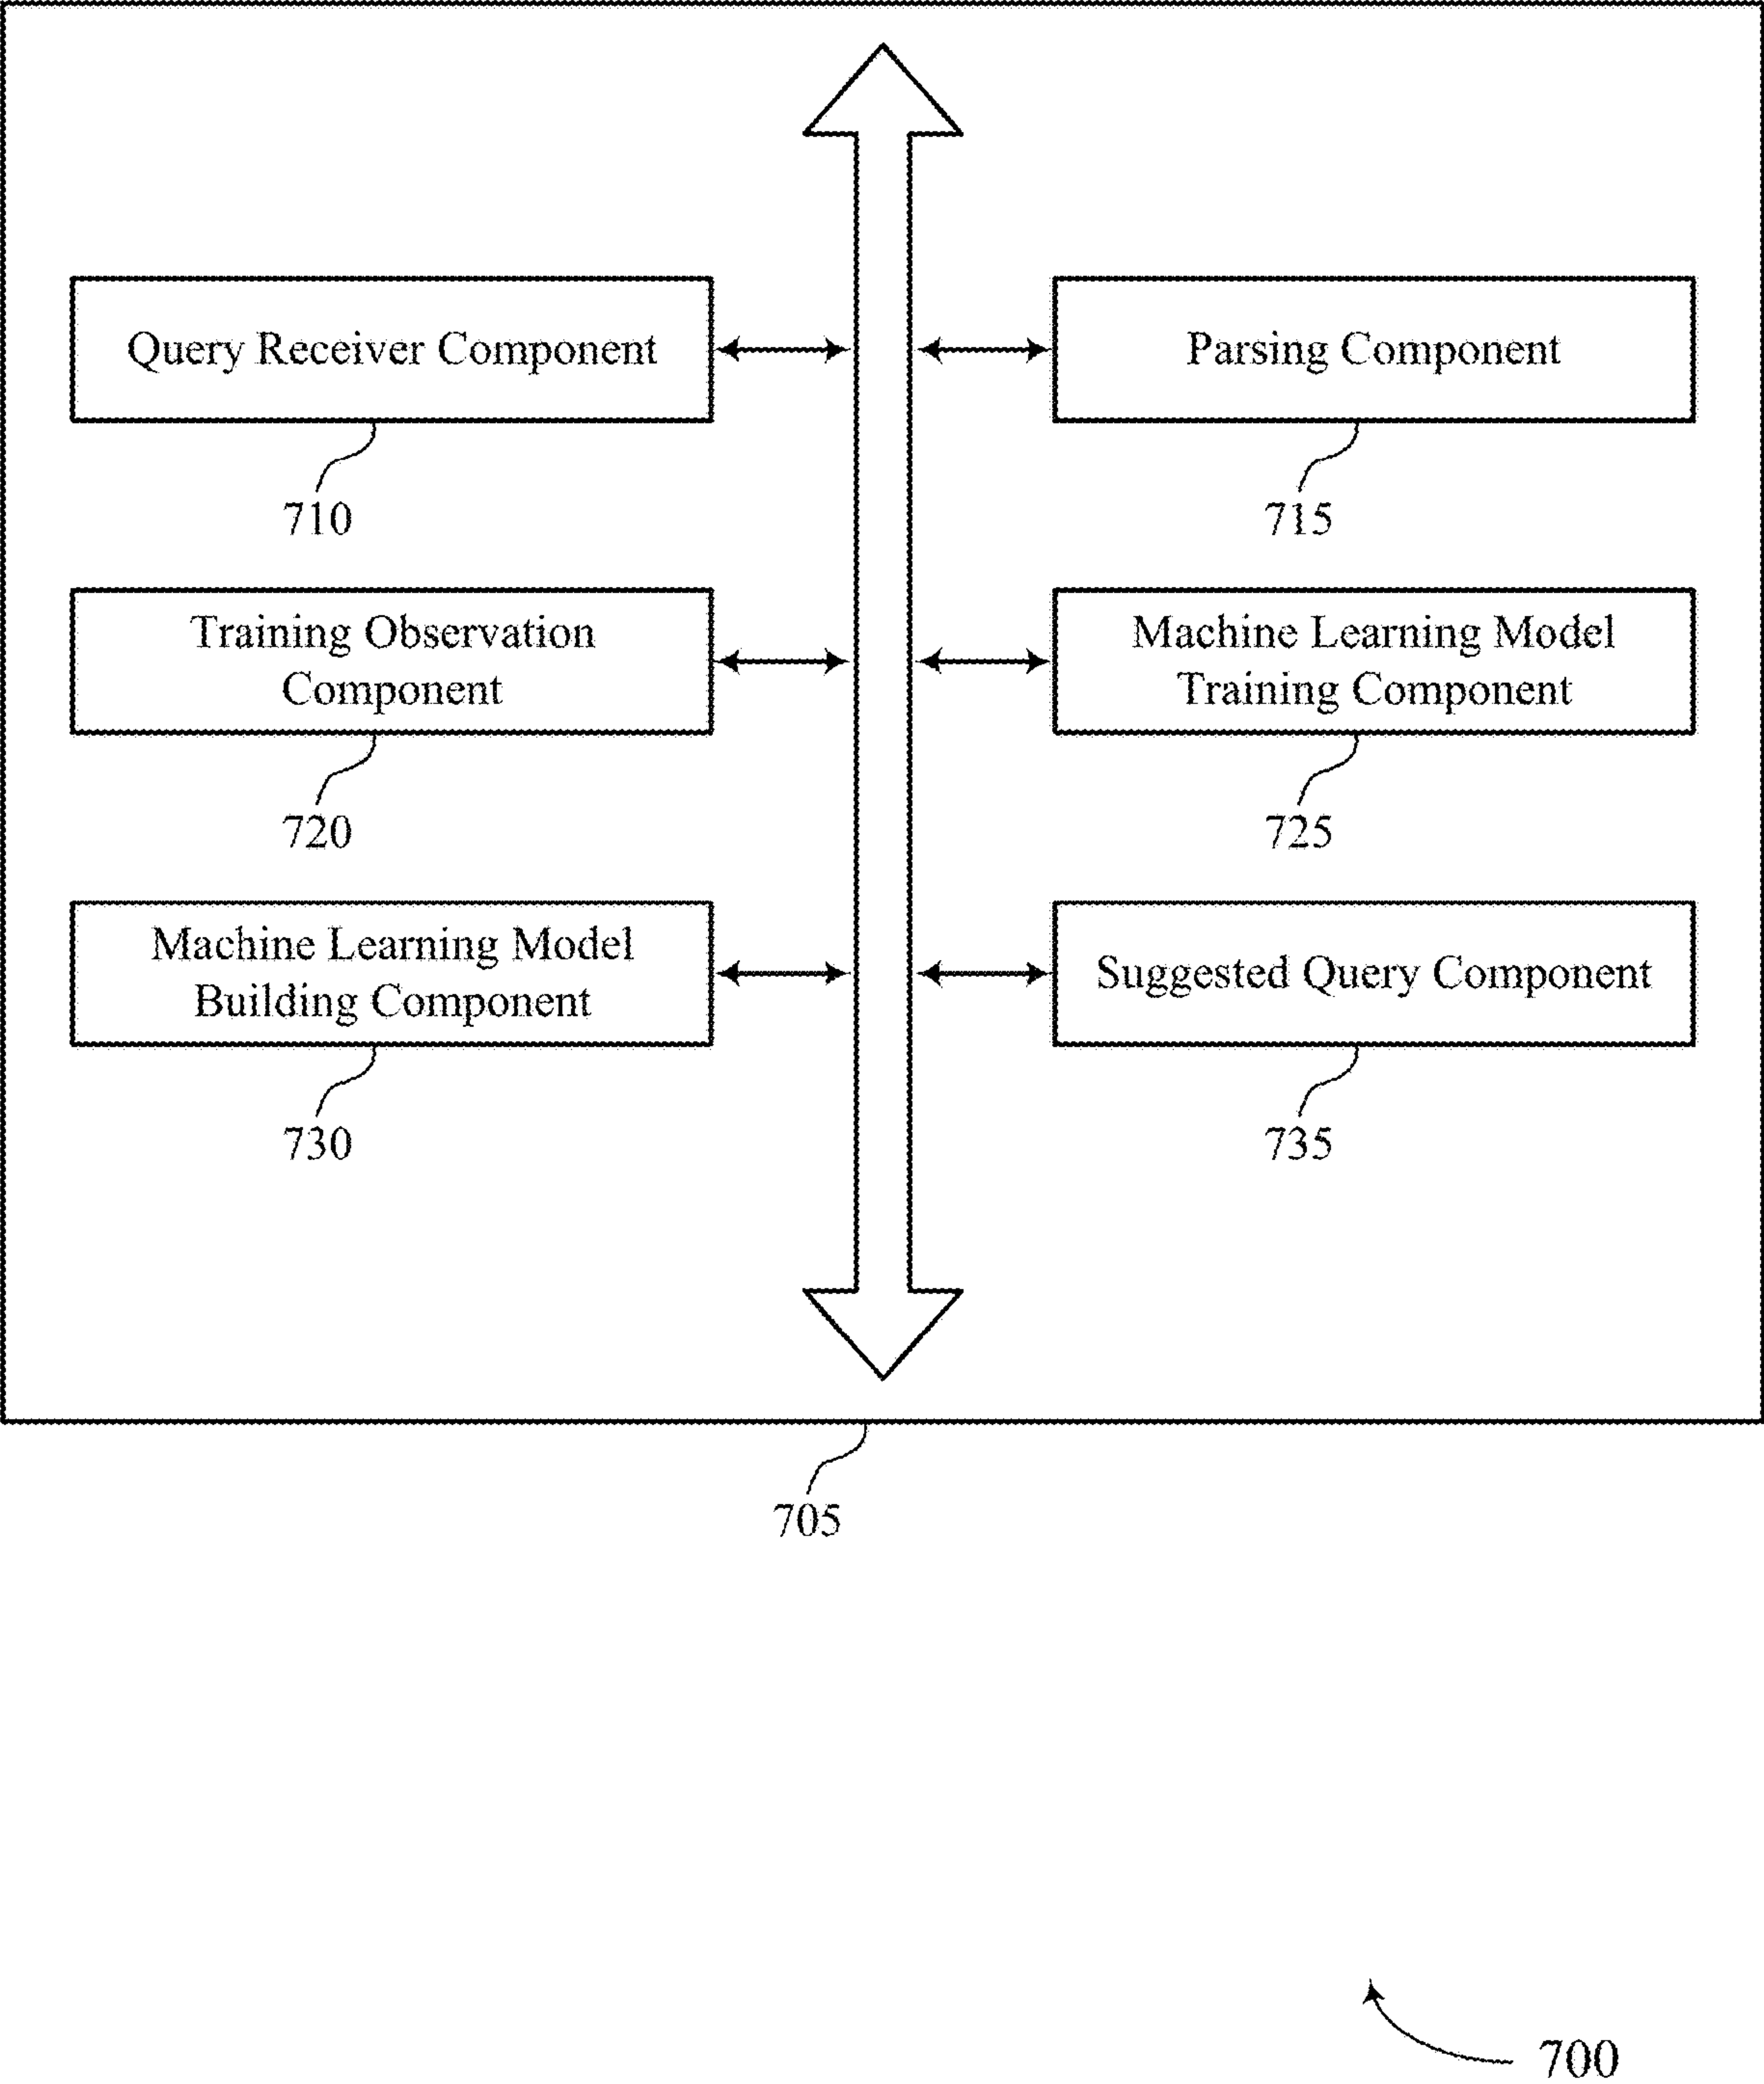 Query Receiver Component
710
Parsing Component
715
Training Observation
Component
720
Machine Learning Model
Training Component
725
Machine Learning Model
Building Component
730
Suggested Query Component
735
705
700